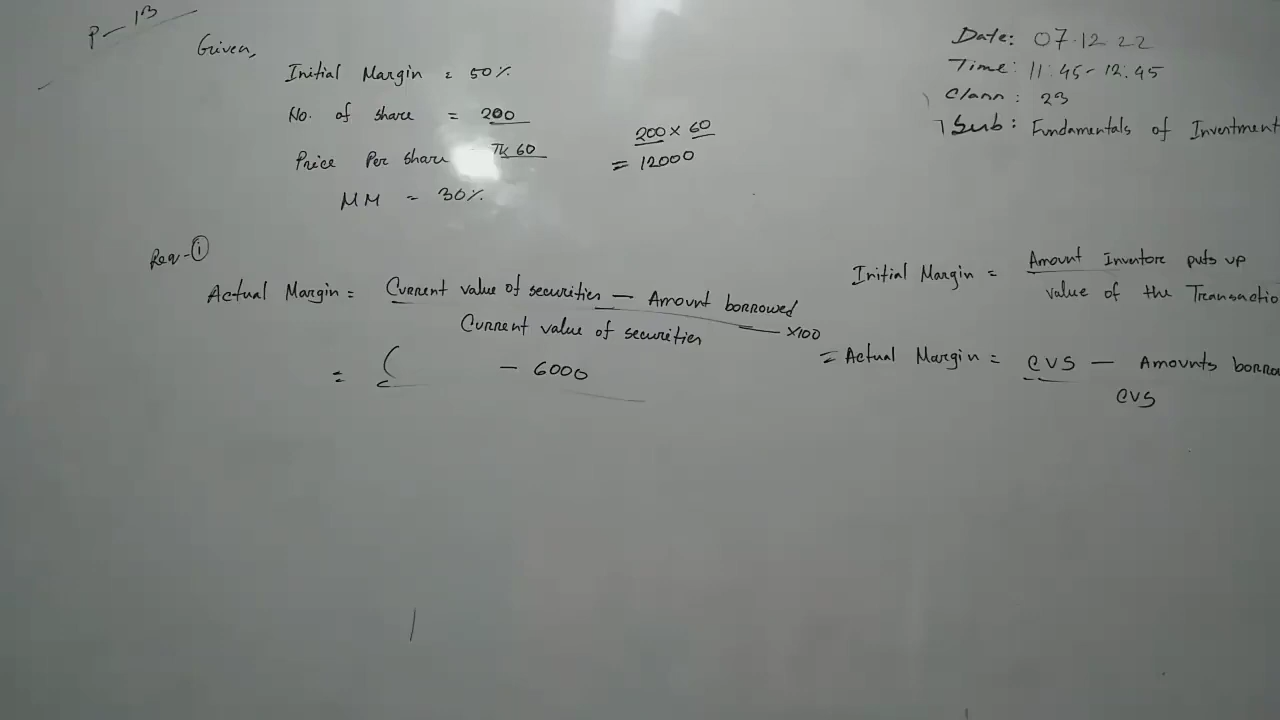 P-13
Given,
Initial Margin = 50%
No. of share = 200
Price Per share Tk 60
MM = 30%
200 x 60
= 12000
Date: 07.12.22
Time: 11:45-12:45
Class: 23
Sub: Fundamentals of Investment
Req-①
Actual Margin = Current value of securities - Amount borrowed
Current value of securities x100
= ( - 6000
Initial Margin = Amount Investors puts up
value of the Transactio
= Actual Margin = CVS - Amounts borro
CVS